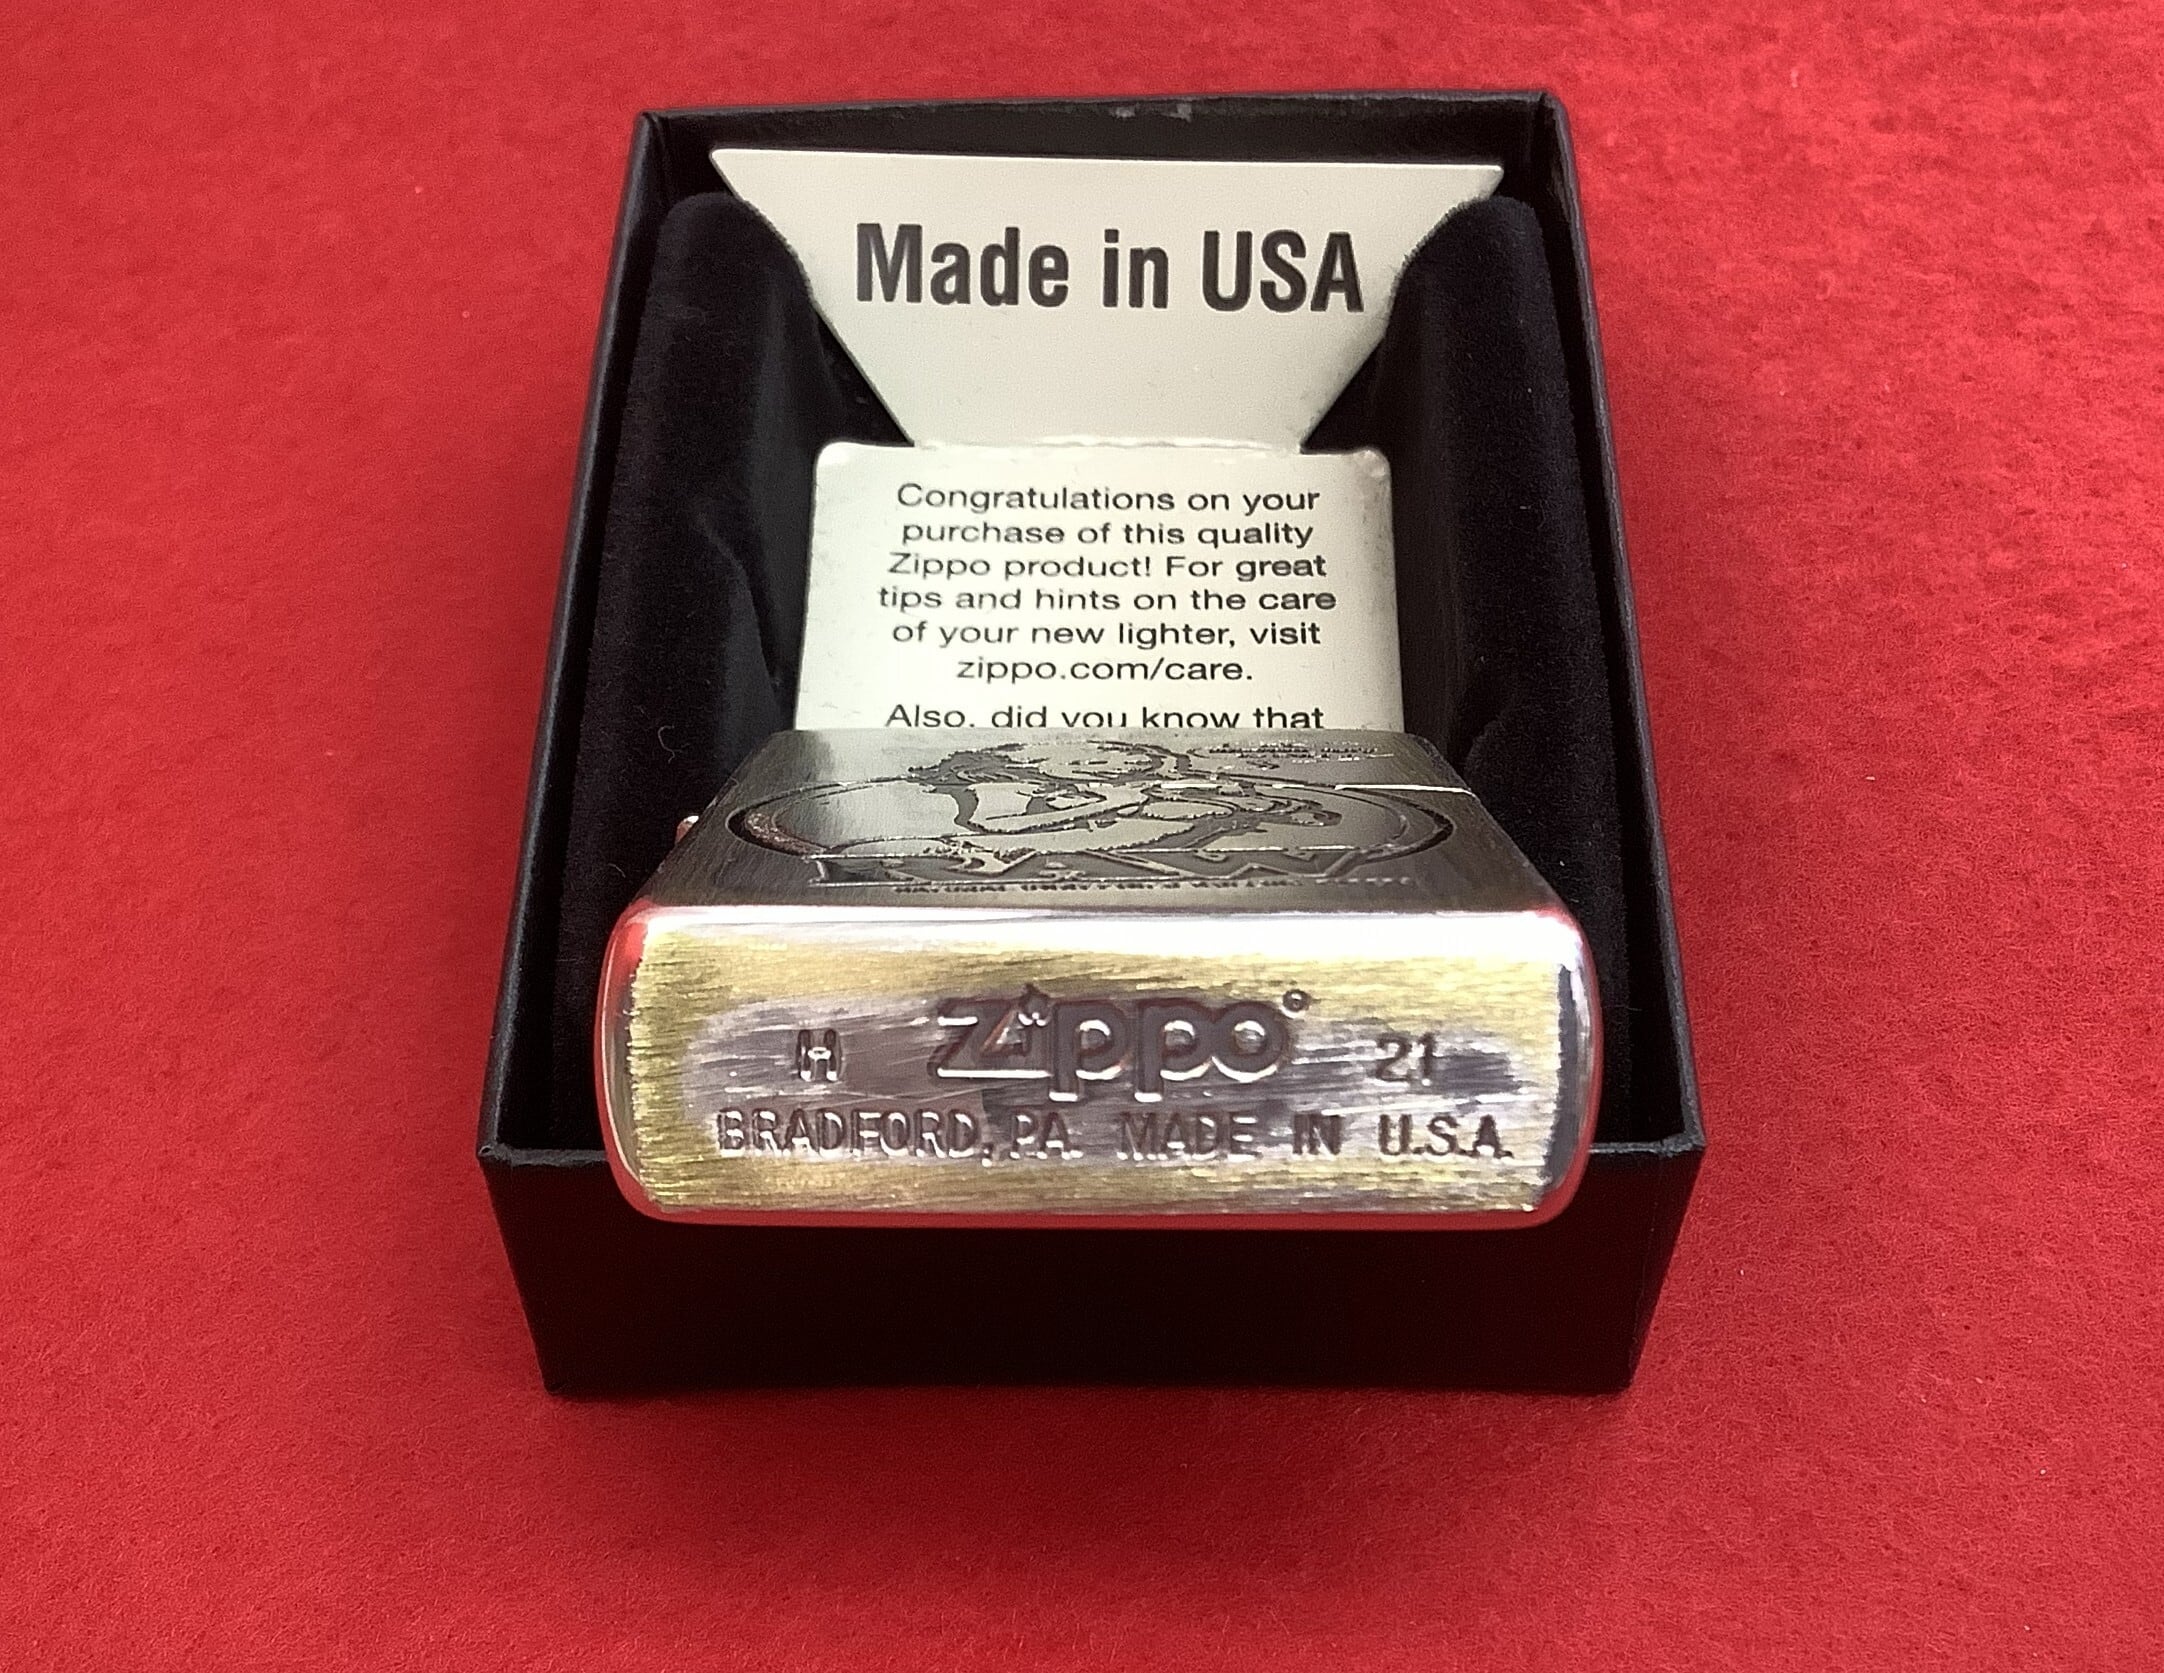 Made in USA
Congratulations on your
purchase of this quality
Zippo product! For great
tips and hints on the care
of your new lighter, visit
zippo.com/care.
Also, did you know that
RAW
H Zippo® 21
BRADFORD, PA. MADE IN U.S.A.